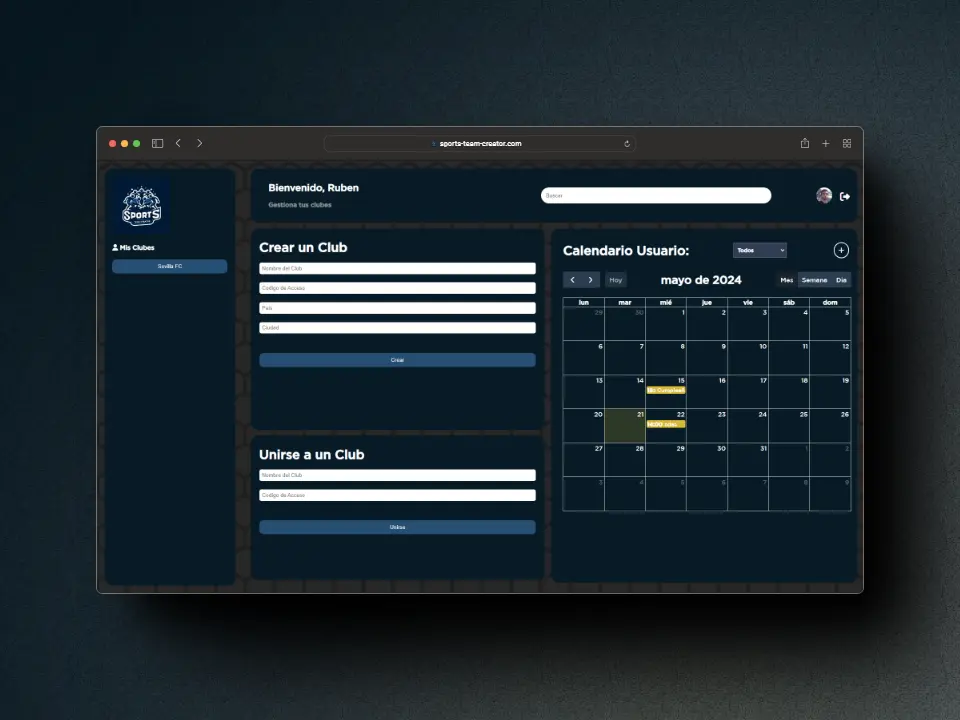 sports-team-creator.com
SPORTS
Mis Clubes
Sevilla FC
Bienvenido, Ruben
Gestiona tus clubes
Buscar
Crear un Club
Nombre del Club
Codigo de Acceso
País
Ciudad
Crear
Unirse a un Club
Nombre del Club
Codigo de Acceso
Unirse
Calendario Usuario:
Todos
Hoy
mayo de 2024
Mes Semana Día
lun mar mié jue vie sáb dom
29 30 1 2 3 4 5
6 7 8 9 10 11 12
13 14 15 16 17 18 19
Mis Cumpleañ
20 21 22 23 24 25 26
14:00
27 28 29 30 31 1 2
3 4 5 6 7 8 9